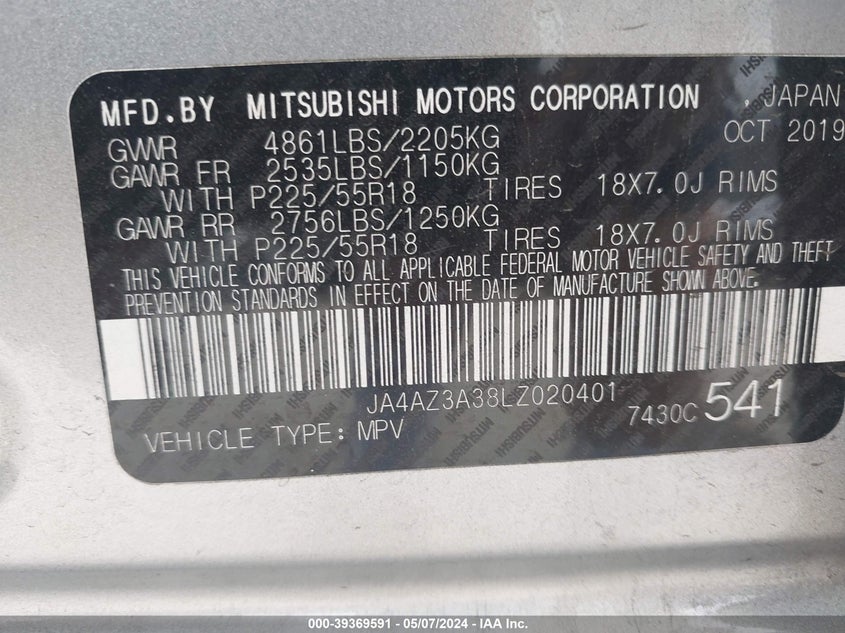 MFD.BY MITSUBISHI MOTORS CORPORATION , JAPAN
GVWR 4861LBS/2205KG OCT 2019
GAWR FR 2535LBS/1150KG
WITH P225/55R18 TIRES 18X7.0J RIMS
GAWR RR 2756LBS/1250KG
WITH P225/55R18 TIRES 18X7.0J RIMS
THIS VEHICLE CONFORMS TO ALL APPLICABLE FEDERAL MOTOR VEHICLE SAFETY AND THEFT
PREVENTION STANDARDS IN EFFECT ON THE DATE OF MANUFACTURE SHOWN ABOVE.
JA4AZ3A38LZ020401
7430C 541
VEHICLE TYPE: MPV
000-39369591 - 05/07/2024 - IAA Inc.